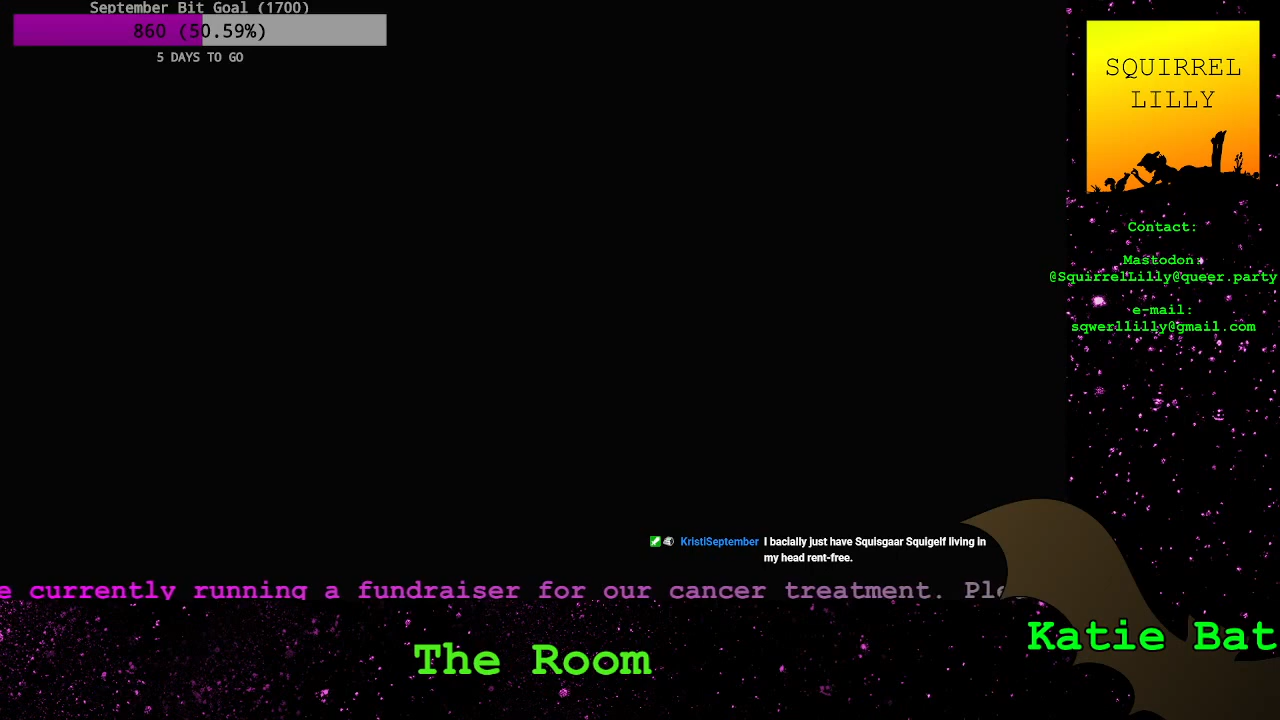 September Bit Goal (1700)
860 (50.59%)
5 DAYS TO GO
SQUIRREL
LILLY
Contact:
Mastodon:
@SquirrelLilly@queer.party
e-mail:
sqwerllilly@gmail.com
KristiSeptember I bacially just have Squisgaar Squigelf living in
my head rent-free.
e currently running a fundraiser for our cancer treatment. Ple
The Room
Katie Bat